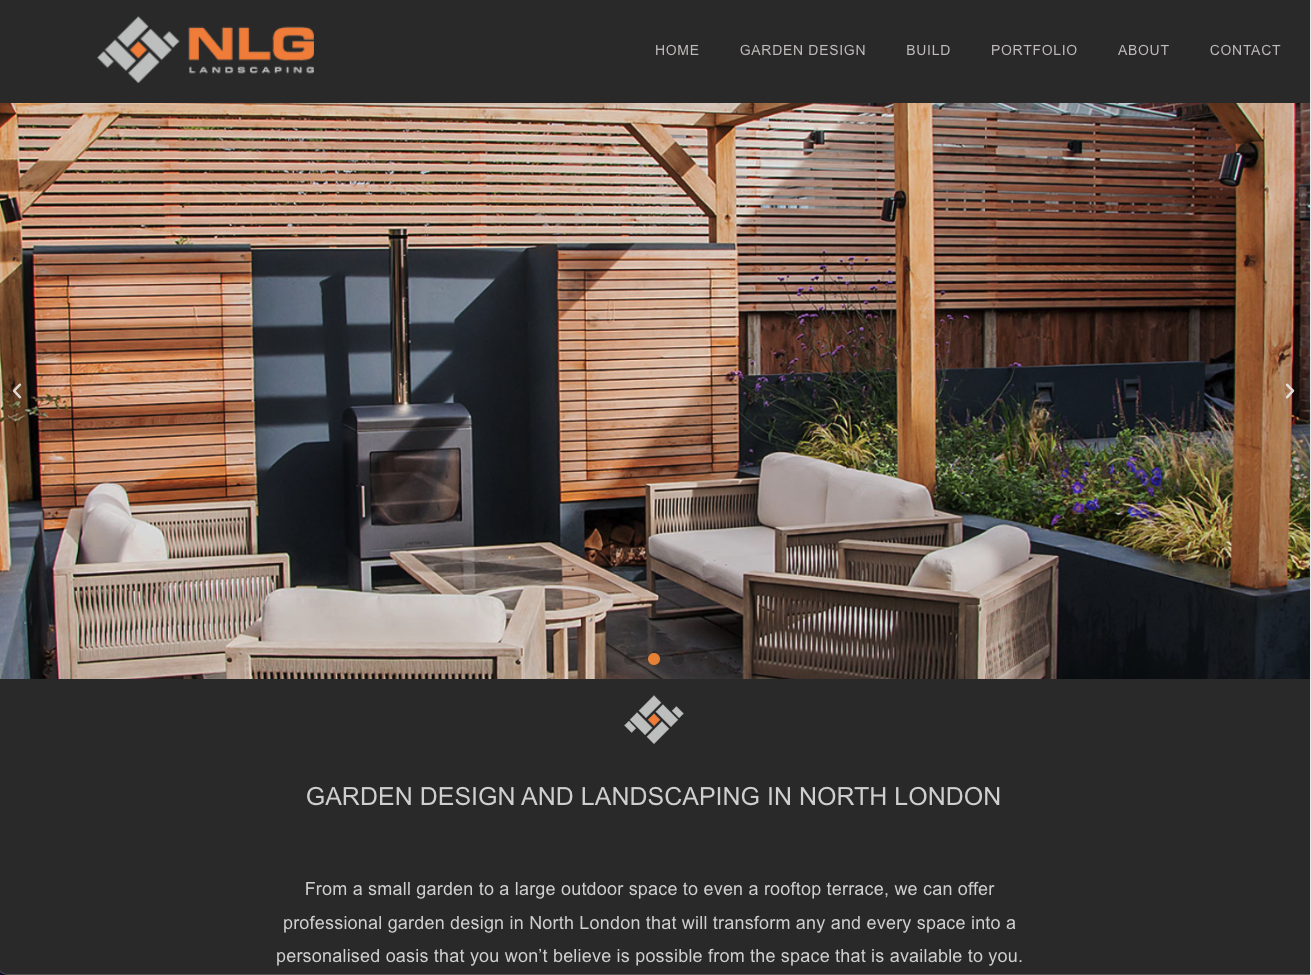 NLG
LANDSCAPING
HOME GARDEN DESIGN BUILD PORTFOLIO ABOUT CONTACT
GARDEN DESIGN AND LANDSCAPING IN NORTH LONDON
From a small garden to a large outdoor space to even a rooftop terrace, we can offer
professional garden design in North London that will transform any and every space into a
personalised oasis that you won’t believe is possible from the space that is available to you.